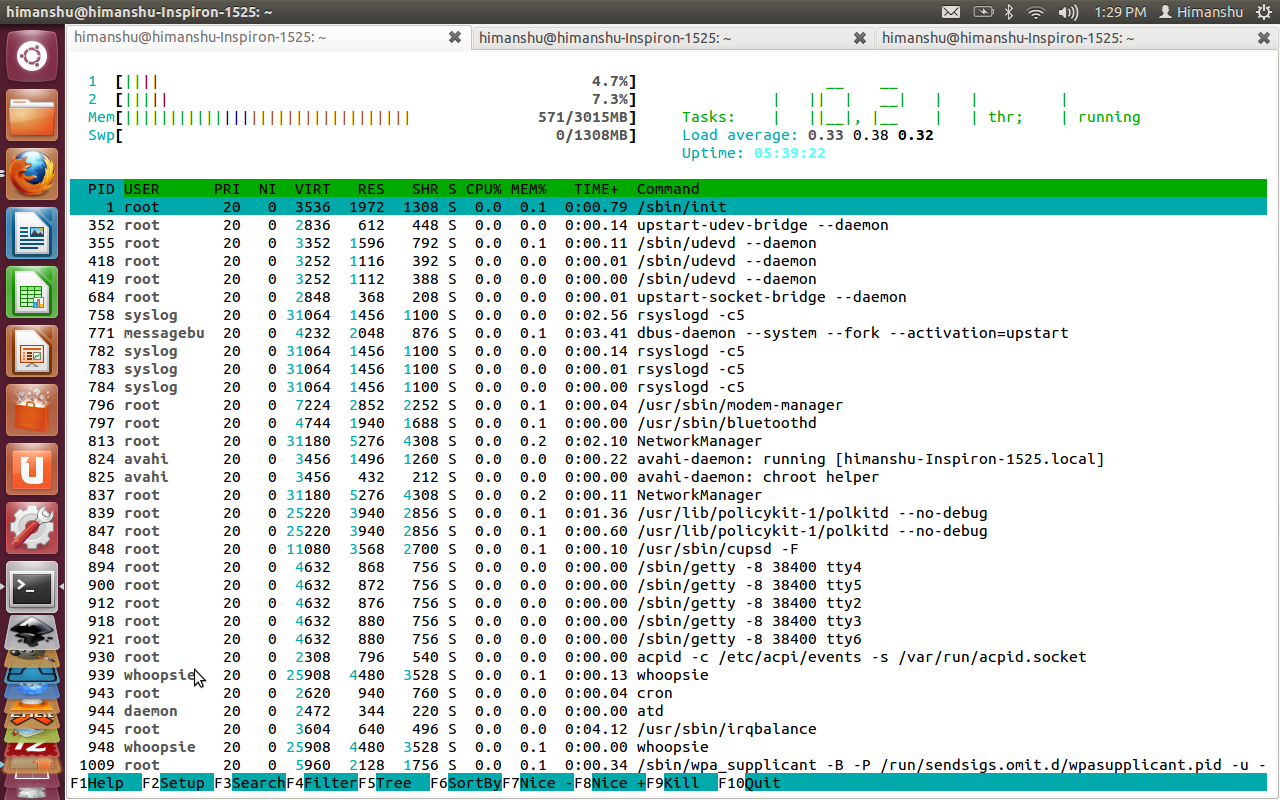 himanshu@himanshu-Inspiron-1525: ~ 1:29 PM Himanshu
himanshu@himanshu-Inspiron-1525: ~ himanshu@himanshu-Inspiron-1525: ~ himanshu@himanshu-Inspiron-1525: ~
1 [|||| 4.7%]
2 [||||| 7.3%]
Mem[|||||||||||||||||||||||||||||||| 571/3015MB] Tasks: thr; running
Swp[ 0/1308MB] Load average: 0.33 0.38 0.32
Uptime: 05:39:22
PID USER PRI NI VIRT RES SHR S CPU% MEM% TIME+ Command
1 root 20 0 3536 1972 1308 S 0.0 0.1 0:00.79 /sbin/init
352 root 20 0 2836 612 448 S 0.0 0.0 0:00.14 upstart-udev-bridge --daemon
355 root 20 0 3352 1596 792 S 0.0 0.1 0:00.11 /sbin/udevd --daemon
418 root 20 0 3252 1116 392 S 0.0 0.0 0:00.01 /sbin/udevd --daemon
419 root 20 0 3252 1112 388 S 0.0 0.0 0:00.00 /sbin/udevd --daemon
684 root 20 0 2848 368 208 S 0.0 0.0 0:00.01 upstart-socket-bridge --daemon
758 syslog 20 0 31064 1456 1100 S 0.0 0.0 0:02.56 rsyslogd -c5
771 messagebu 20 0 4232 2048 876 S 0.0 0.1 0:03.41 dbus-daemon --system --fork --activation=upstart
782 syslog 20 0 31064 1456 1100 S 0.0 0.0 0:00.14 rsyslogd -c5
783 syslog 20 0 31064 1456 1100 S 0.0 0.0 0:00.01 rsyslogd -c5
784 syslog 20 0 31064 1456 1100 S 0.0 0.0 0:00.00 rsyslogd -c5
796 root 20 0 7224 2852 2252 S 0.0 0.1 0:00.04 /usr/sbin/modem-manager
797 root 20 0 4744 1940 1688 S 0.0 0.1 0:00.00 /usr/sbin/bluetoothd
813 root 20 0 31180 5276 4308 S 0.0 0.2 0:02.10 NetworkManager
824 avahi 20 0 3456 1496 1260 S 0.0 0.0 0:00.22 avahi-daemon: running [himanshu-Inspiron-1525.local]
825 avahi 20 0 3456 432 212 S 0.0 0.0 0:00.00 avahi-daemon: chroot helper
837 root 20 0 31180 5276 4308 S 0.0 0.2 0:00.11 NetworkManager
839 root 20 0 25220 3940 2856 S 0.0 0.1 0:01.36 /usr/lib/policykit-1/polkitd --no-debug
847 root 20 0 25220 3940 2856 S 0.0 0.1 0:00.60 /usr/lib/policykit-1/polkitd --no-debug
848 root 20 0 11080 3568 2700 S 0.0 0.1 0:00.10 /usr/sbin/cupsd -F
894 root 20 0 4632 868 756 S 0.0 0.0 0:00.00 /sbin/getty -8 38400 tty4
900 root 20 0 4632 872 756 S 0.0 0.0 0:00.00 /sbin/getty -8 38400 tty5
912 root 20 0 4632 876 756 S 0.0 0.0 0:00.00 /sbin/getty -8 38400 tty2
918 root 20 0 4632 880 756 S 0.0 0.0 0:00.00 /sbin/getty -8 38400 tty3
921 root 20 0 4632 880 756 S 0.0 0.0 0:00.00 /sbin/getty -8 38400 tty6
930 root 20 0 2308 796 540 S 0.0 0.0 0:00.00 acpid -c /etc/acpi/events -s /var/run/acpid.socket
939 whoopsie 20 0 25908 4480 3528 S 0.0 0.1 0:00.13 whoopsie
943 root 20 0 2620 940 760 S 0.0 0.0 0:00.04 cron
944 daemon 20 0 2472 344 220 S 0.0 0.0 0:00.00 atd
945 root 20 0 3604 640 496 S 0.0 0.0 0:04.12 /usr/sbin/irqbalance
948 whoopsie 20 0 25908 4480 3528 S 0.0 0.1 0:00.00 whoopsie
1009 root 20 0 5960 2128 1756 S 0.0 0.1 0:00.34 /sbin/wpa_supplicant -B -P /run/sendsigs.omit.d/wpasupplicant.pid -u -
F1Help F2Setup F3SearchF4FilterF5Tree F6SortByF7Nice -F8Nice +F9Kill F10Quit